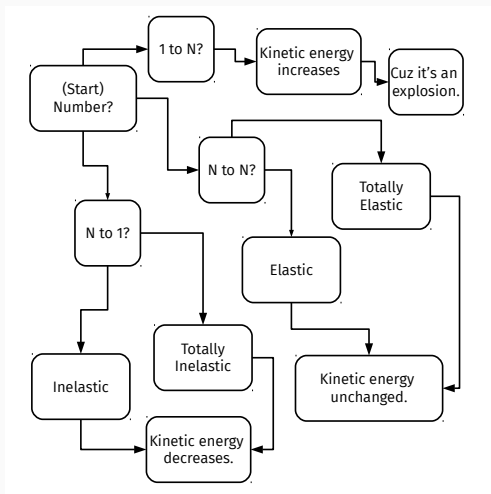 1 to N?
Kinetic energy
increases
Cuz it's an
explosion.
(Start)
Number?
N to N?
Totally
Elastic
N to 1?
Elastic
Totally
Inelastic
Inelastic
Kinetic energy
unchanged.
Kinetic energy
decreases.